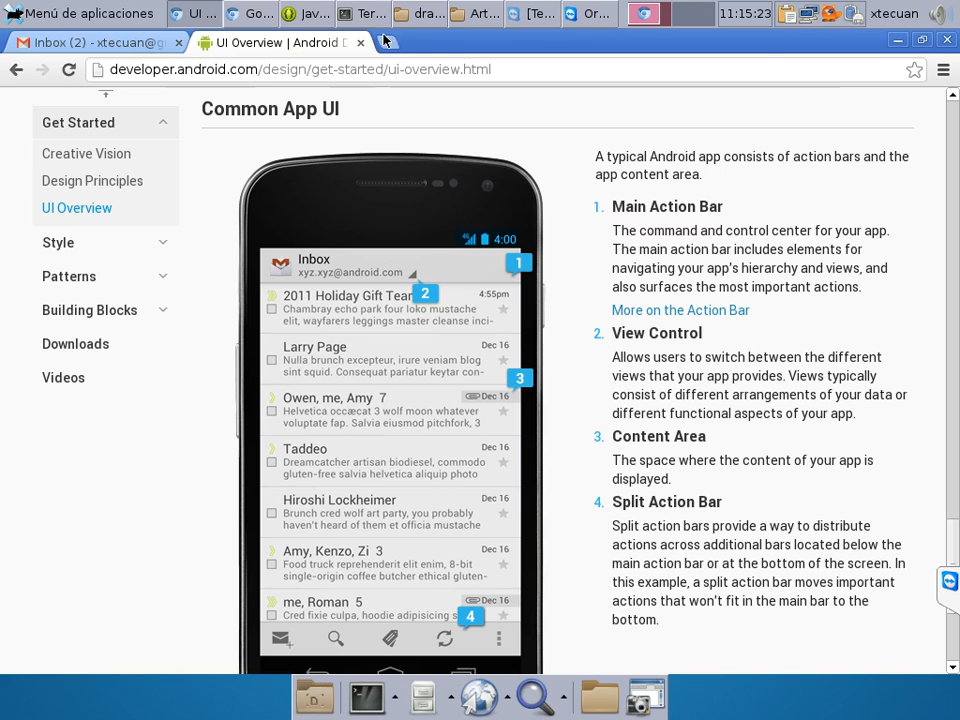 Menú de aplicaciones
UI ...
Go...
Jav...
Ter...
dra...
Art...
[Te...
Or...
11:15:23
xtecuan
Inbox (2) - xtecuan@g
UI Overview | Android D
developer.android.com/design/get-started/ui-overview.html
Get Started
Creative Vision
Design Principles
UI Overview
Style
Patterns
Building Blocks
Downloads
Videos
Common App UI
4G
4:00
Inbox
xyz.xyz@android.com
1
2
2011 Holiday Gift Team
4:55pm
Chambray echo park four loko mustache
elit, wayfarers leggings master cleanse inci-
Larry Page
Dec 16
Nulla brunch excepteur, irure veniam blog
sint squid. Consequat pariatur keytar con-
3
Owen, me, Amy 7
Dec 16
Helvetica occæcat 3 wolf moon whatever
voluptate fap. Salvia eiusmod pitchfork, 3
Taddeo
Dec 16
Dreamcatcher artisan biodiesel, commodo
gluten-free salvia helvetica aliquip photo
Hiroshi Lockheimer
Dec 16
Brunch cred wolf art party, you probably
haven't heard of them et officia mustache
Amy, Kenzo, Zi 3
Dec 16
Food truck reprehenderit elit enim, 8-bit
single-origin coffee butcher ethical gluten-
me, Roman 5
Dec 16
Cred fixie culpa, hoodie adipisicing s
4
A typical Android app consists of action bars and the
app content area.
1. Main Action Bar
The command and control center for your app.
The main action bar includes elements for
navigating your app's hierarchy and views, and
also surfaces the most important actions.
More on the Action Bar
2. View Control
Allows users to switch between the different
views that your app provides. Views typically
consist of different arrangements of your data or
different functional aspects of your app.
3. Content Area
The space where the content of your app is
displayed.
4. Split Action Bar
Split action bars provide a way to distribute
actions across additional bars located below the
main action bar or at the bottom of the screen. In
this example, a split action bar moves important
actions that won't fit in the main bar to the
bottom.